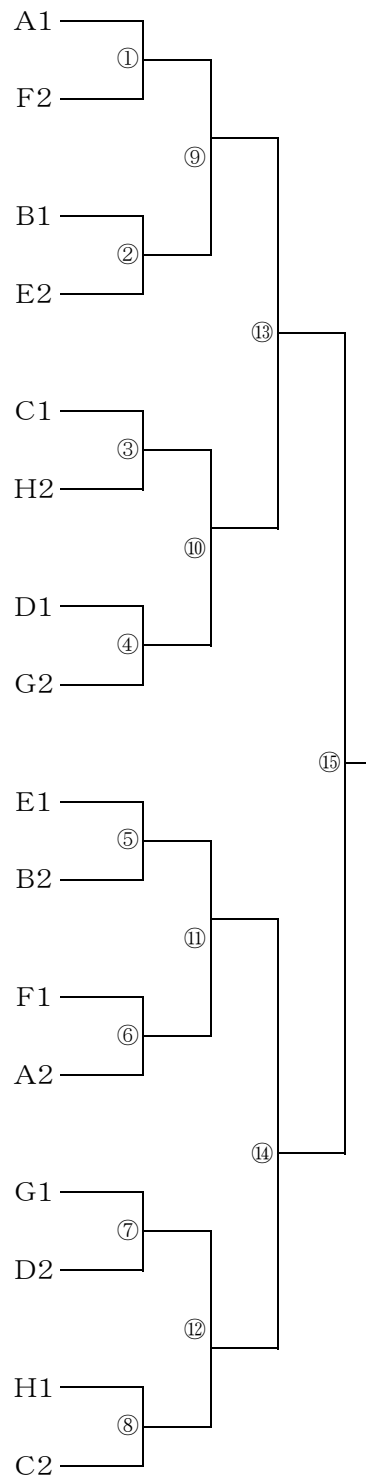 A1
①
F2
⑨
B1
②
E2
⑬
C1
③
H2
⑩
D1
④
G2
⑮
E1
⑤
B2
⑪
F1
⑥
A2
⑭
G1
⑦
D2
⑫
H1
⑧
C2